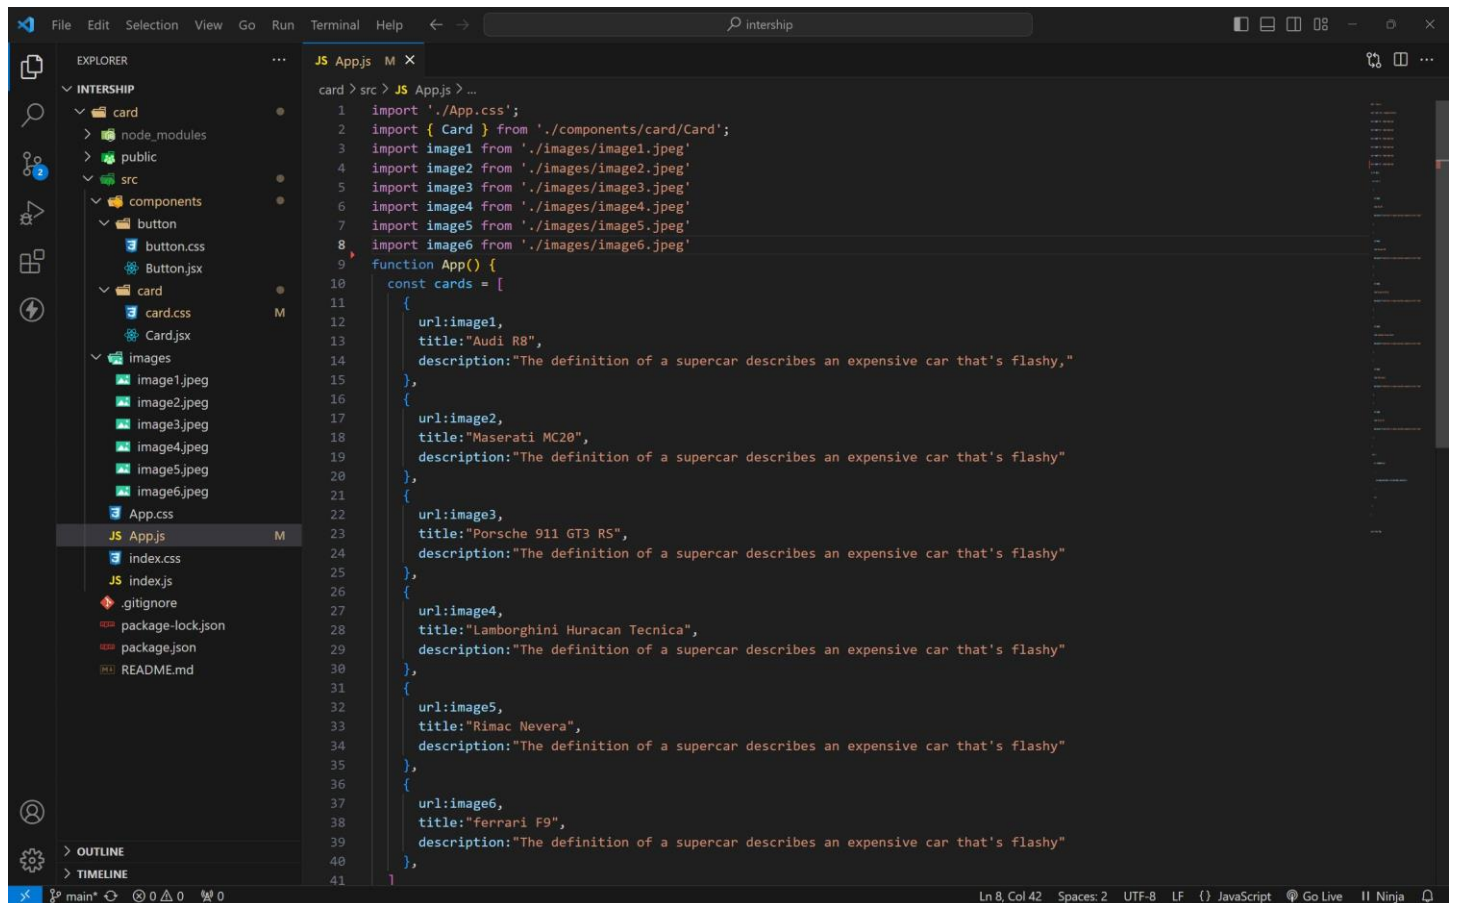 File Edit Selection View Go Run Terminal Help intership
EXPLORER
INTERSHIP
card
node_modules
public
src
components
button
button.css
Button.jsx
card
card.css M
Card.jsx
images
image1.jpeg
image2.jpeg
image3.jpeg
image4.jpeg
image5.jpeg
image6.jpeg
App.css
App.js M
index.css
index.js
.gitignore
package-lock.json
package.json
README.md
OUTLINE
TIMELINE
JS App.js M
card > src > JS App.js > ...
1 import './App.css';
2 import { Card } from './components/card/Card';
3 import image1 from './images/image1.jpeg'
4 import image2 from './images/image2.jpeg'
5 import image3 from './images/image3.jpeg'
6 import image4 from './images/image4.jpeg'
7 import image5 from './images/image5.jpeg'
8 import image6 from './images/image6.jpeg'
9 function App() {
10 const cards = [
11 {
12 url:image1,
13 title:"Audi R8",
14 description:"The definition of a supercar describes an expensive car that's flashy,"
15 },
16 {
17 url:image2,
18 title:"Maserati MC20",
19 description:"The definition of a supercar describes an expensive car that's flashy"
20 },
21 {
22 url:image3,
23 title:"Porsche 911 GT3 RS",
24 description:"The definition of a supercar describes an expensive car that's flashy"
25 },
26 {
27 url:image4,
28 title:"Lamborghini Huracan Tecnica",
29 description:"The definition of a supercar describes an expensive car that's flashy"
30 },
31 {
32 url:image5,
33 title:"Rimac Nevera",
34 description:"The definition of a supercar describes an expensive car that's flashy"
35 },
36 {
37 url:image6,
38 title:"ferrari F9",
39 description:"The definition of a supercar describes an expensive car that's flashy"
40 },
41 ]
main* 0 0 0 Ln 8, Col 42 Spaces: 2 UTF-8 LF {} JavaScript Go Live Ninja